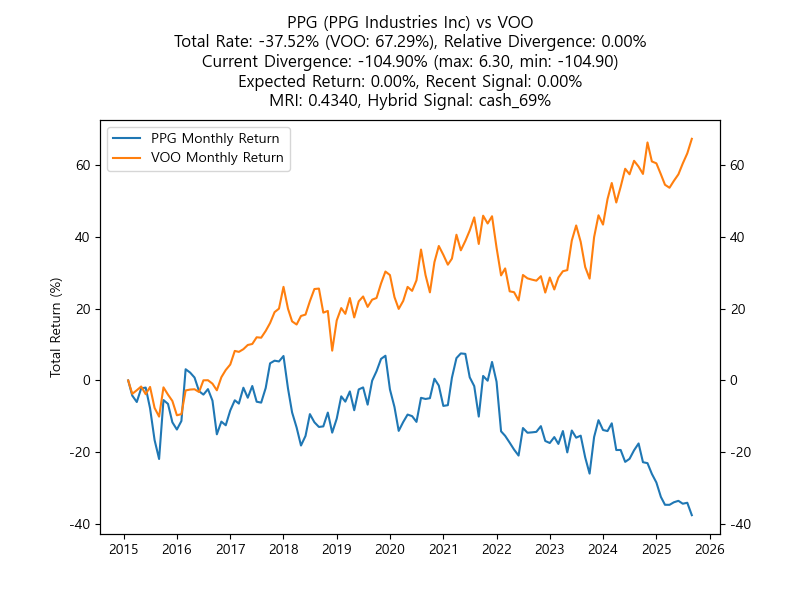 PPG (PPG Industries Inc) vs VOO
Total Rate: -37.52% (VOO: 67.29%), Relative Divergence: 0.00%
Current Divergence: -104.90% (max: 6.30, min: -104.90)
Expected Return: 0.00%, Recent Signal: 0.00%
MRI: 0.4340, Hybrid Signal: cash_69%
PPG Monthly Return
VOO Monthly Return
Total Return (%)
60
40
20
0
-20
-40
60
40
20
0
-20
-40
2015 2016 2017 2018 2019 2020 2021 2022 2023 2024 2025 2026